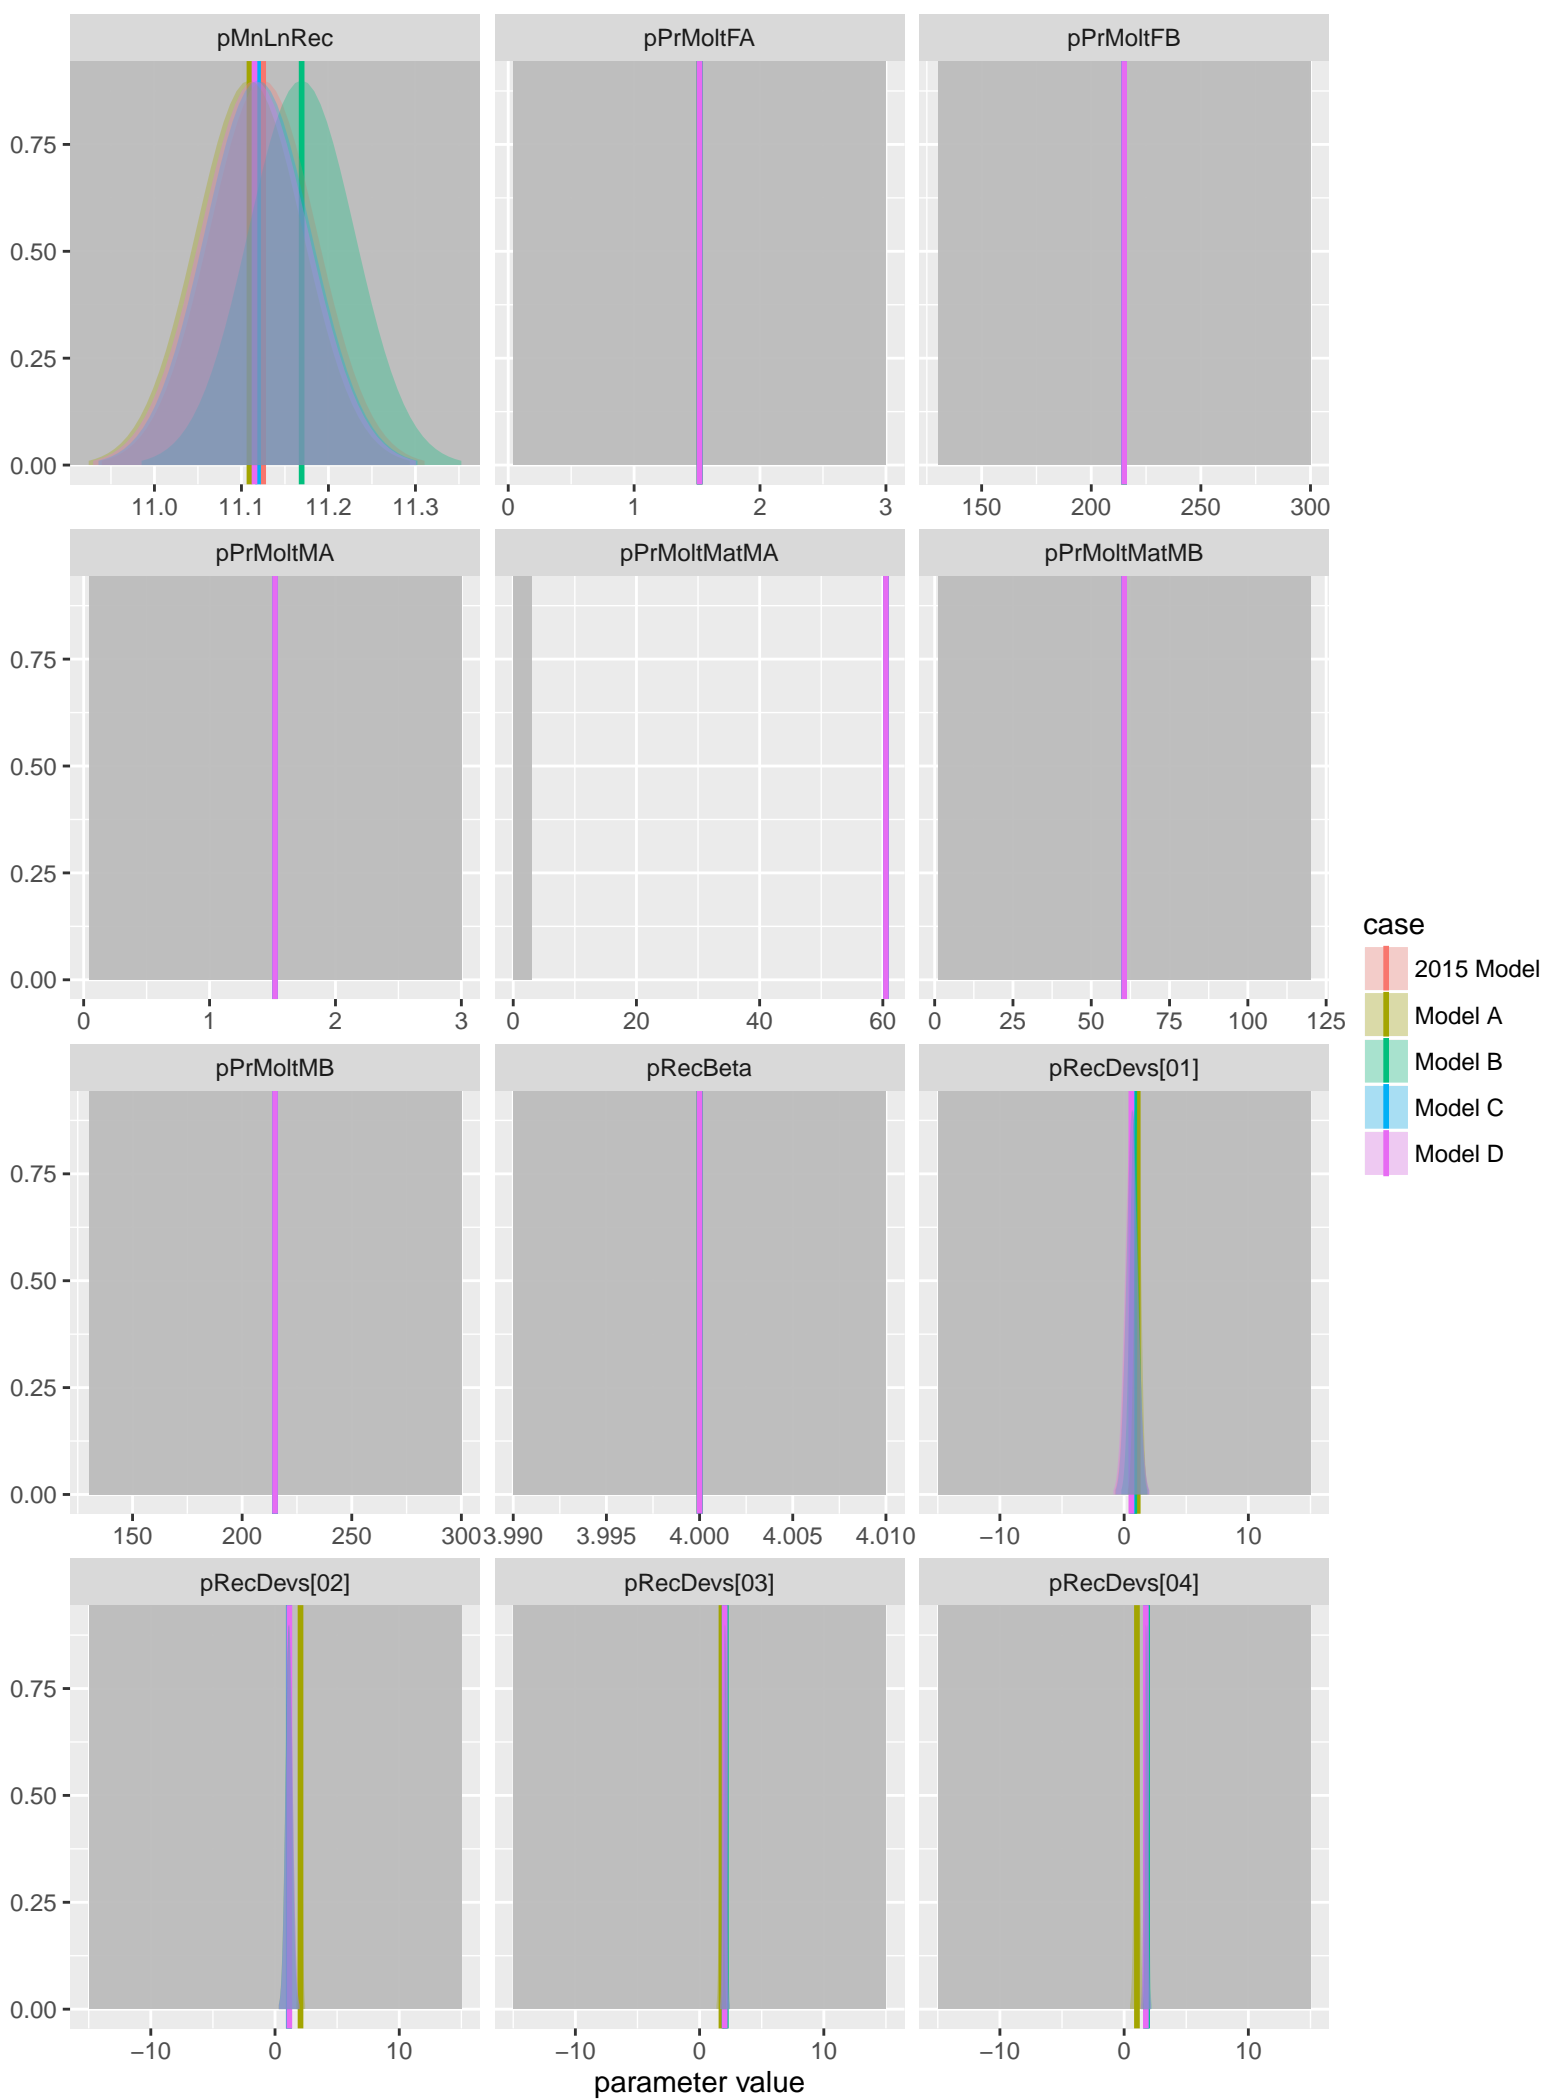 pMnLnRec pPrMoltFA pPrMoltFB
0.75
0.50
0.25
0.00
11.0 11.1 11.2 11.3 0 1 2 3 150 200 250 300
pPrMoltMA pPrMoltMatMA pPrMoltMatMB
0.75
0.50
0.25
0.00
0 1 2 3 0 20 40 60 0 25 50 75 100 125
pPrMoltMB pRecBeta pRecDevs[01]
0.75
0.50
0.25
0.00
150 200 250 300 3.990 3.995 4.000 4.005 4.010 −10 0 10
pRecDevs[02] pRecDevs[03] pRecDevs[04]
0.75
0.50
0.25
0.00
−10 0 10 −10 0 10 −10 0 10
parameter value
case
2015 Model
Model A
Model B
Model C
Model D